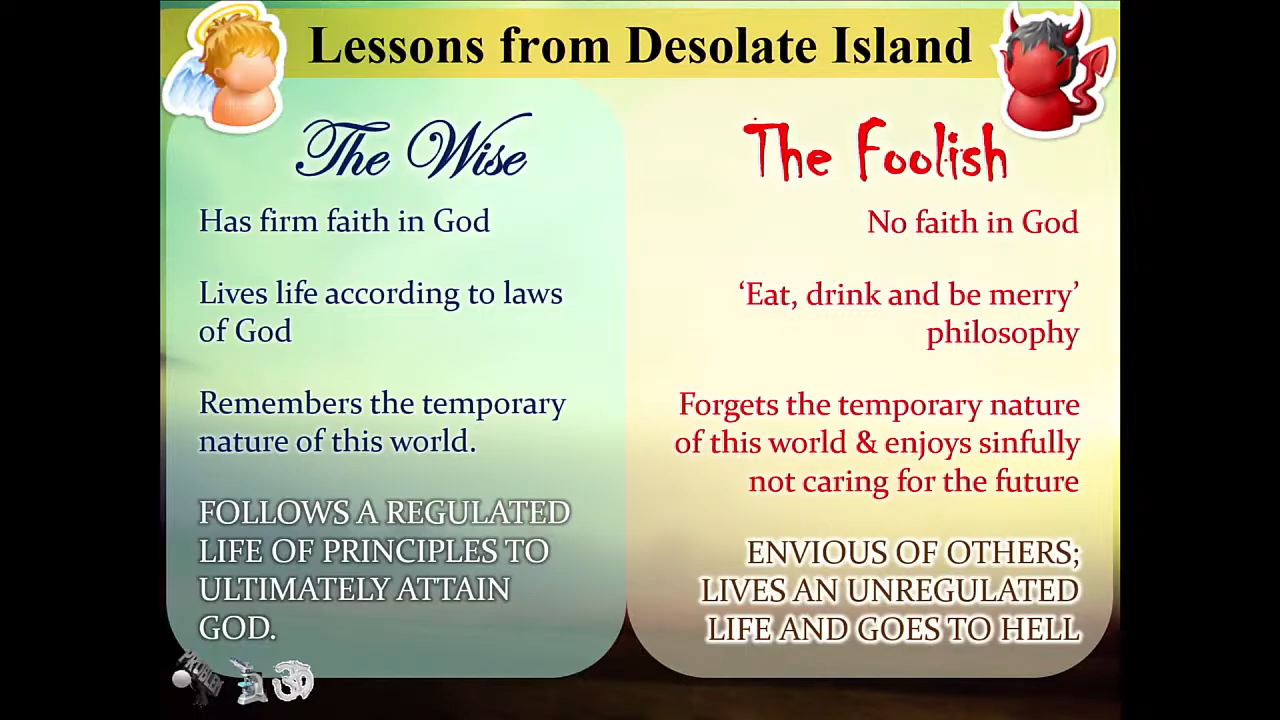 Lessons from Desolate Island
The Wise
Has firm faith in God
Lives life according to laws
of God
Remembers the temporary
nature of this world.
FOLLOWS A REGULATED
LIFE OF PRINCIPLES TO
ULTIMATELY ATTAIN
GOD.
The Foolish
No faith in God
‘Eat, drink and be merry’
philosophy
Forgets the temporary nature
of this world & enjoys sinfully
not caring for the future
ENVIOUS OF OTHERS;
LIVES AN UNREGULATED
LIFE AND GOES TO HELL
PROBLEM
ॐ